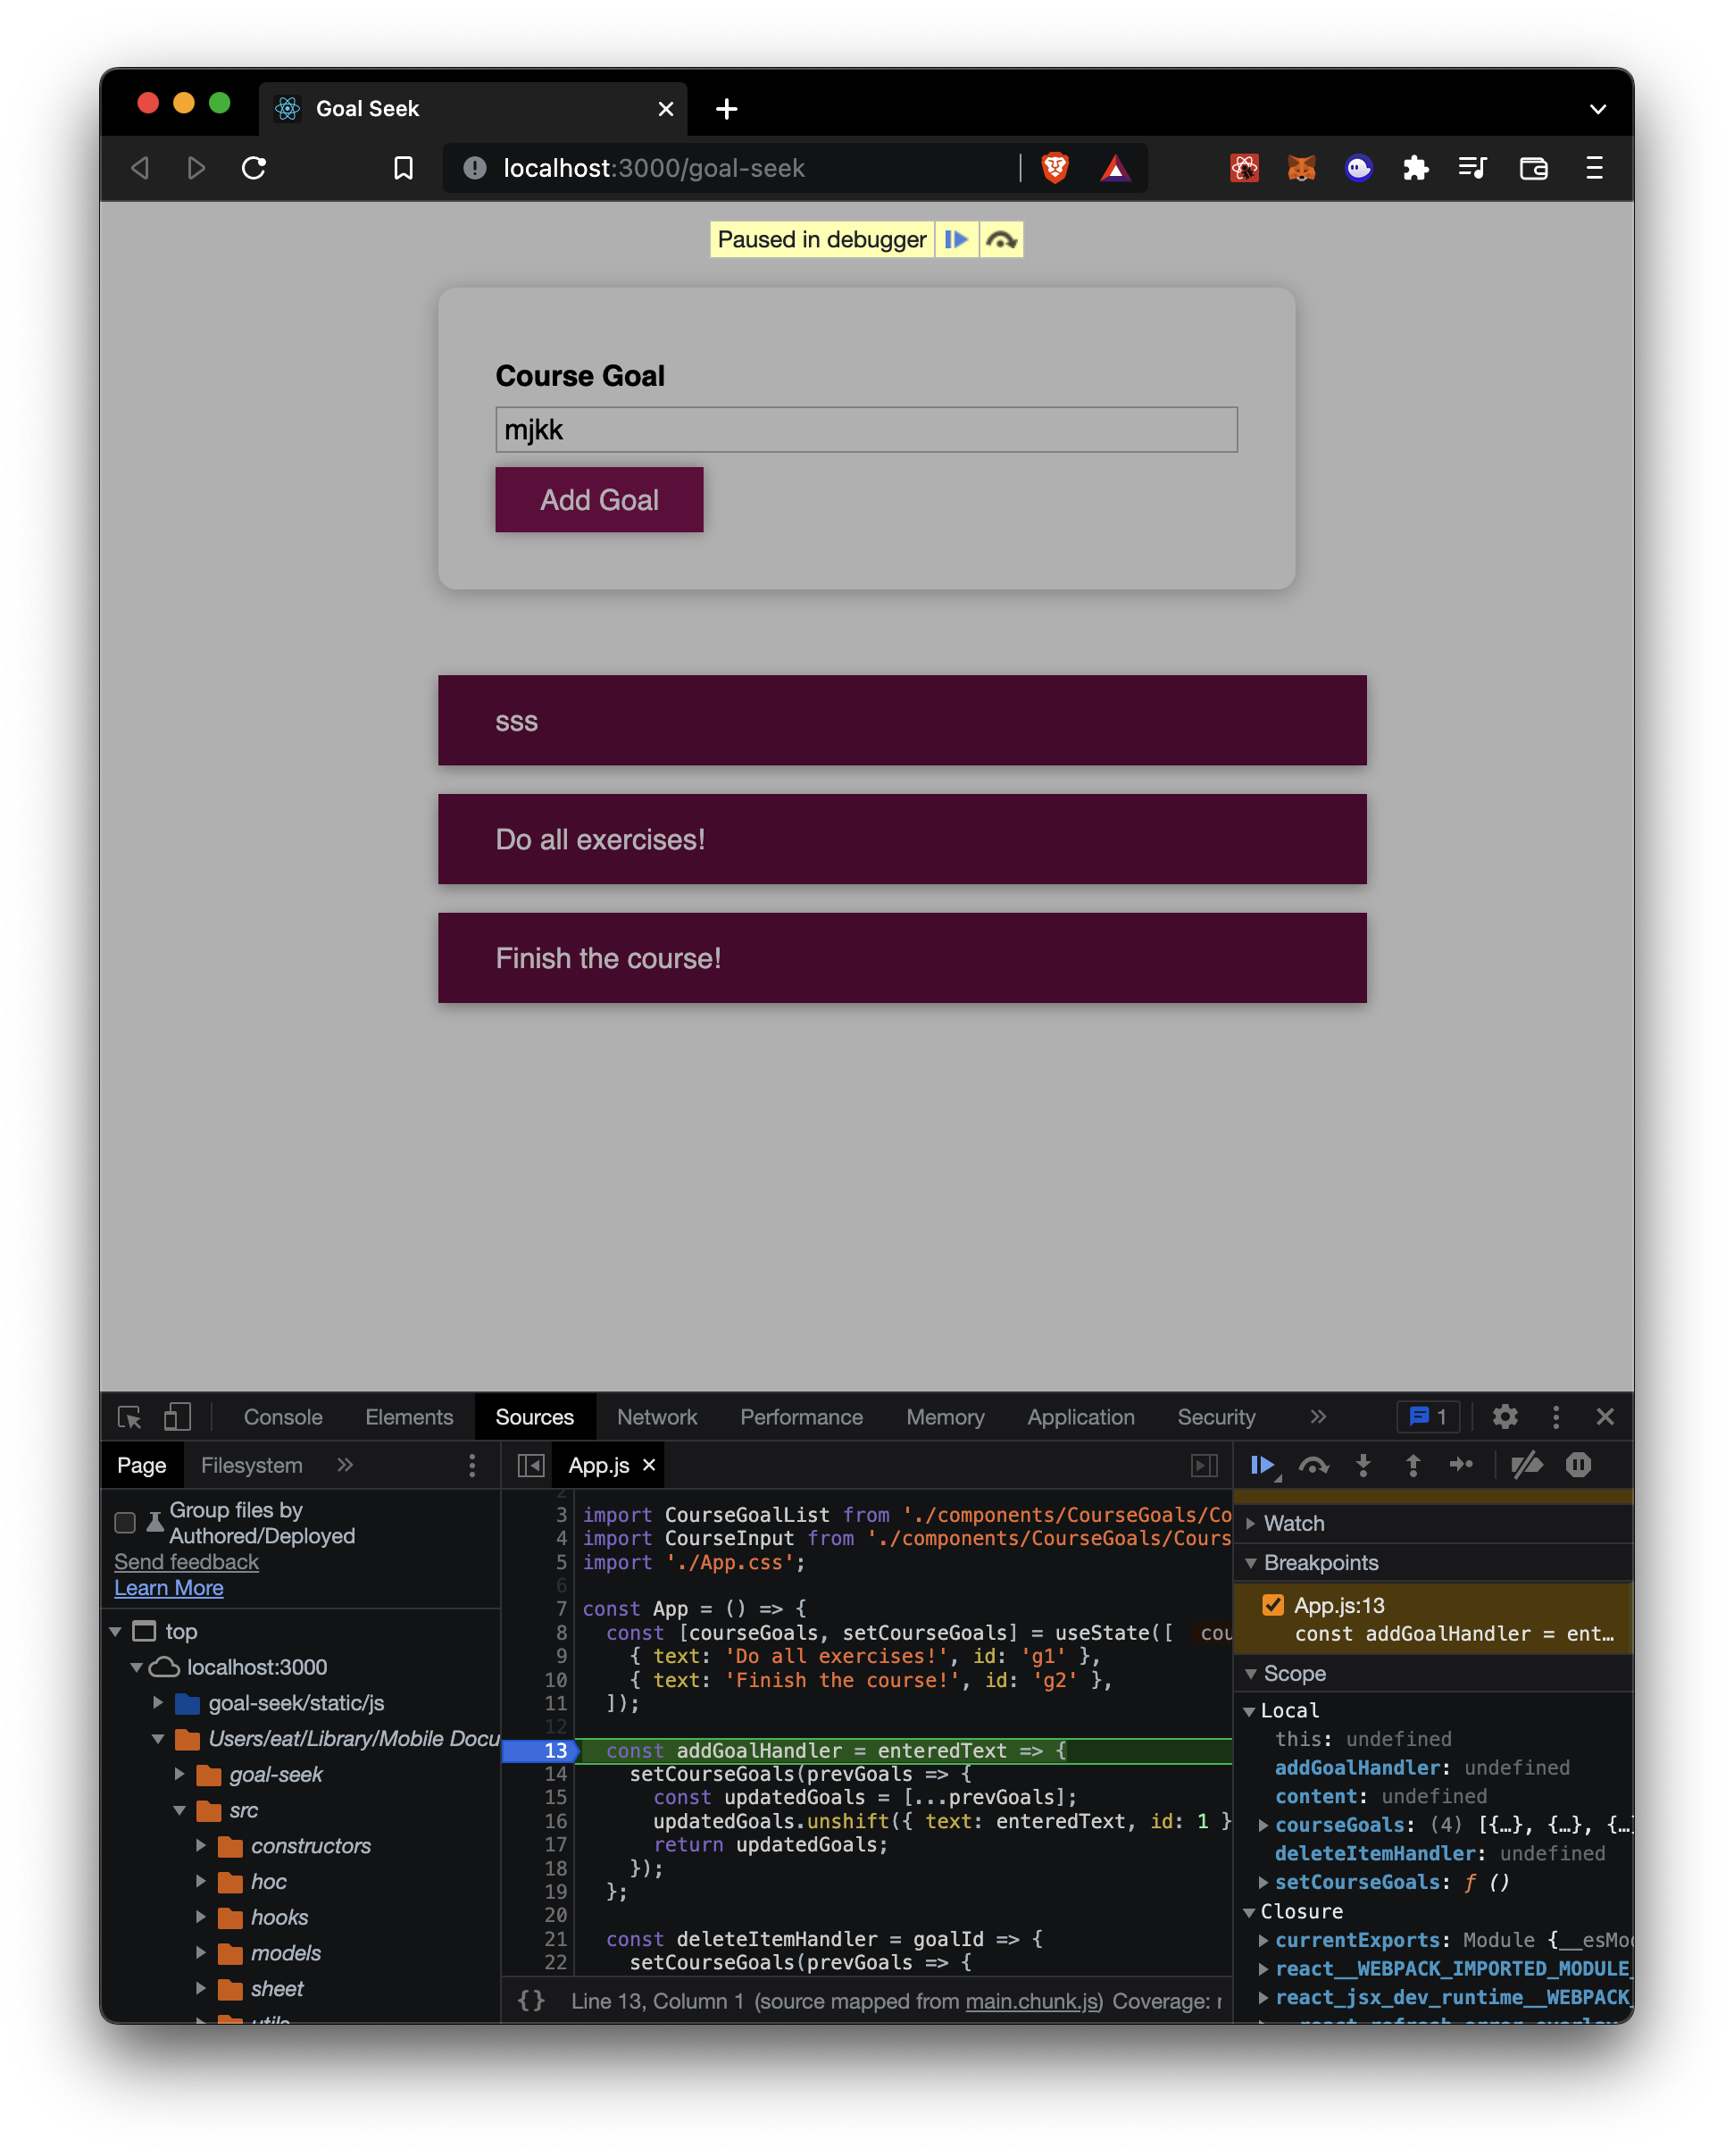 Goal Seek
localhost:3000/goal-seek
Paused in debugger
Course Goal
mjkk
Add Goal
sss
Do all exercises!
Finish the course!
Console Elements Sources Network Performance Memory Application Security » 1
Page Filesystem »
Group files by
Authored/Deployed
Send feedback
Learn More
top
localhost:3000
goal-seek/static/js
Users/eat/Library/Mobile Docu
goal-seek
src
constructors
hoc
hooks
models
sheet
utils
App.js
2
3 import CourseGoalList from './components/CourseGoals/Co
4 import CourseInput from './components/CourseGoals/Cours
5 import './App.css';
6
7 const App = () => {
8 const [courseGoals, setCourseGoals] = useState([ cou
9 { text: 'Do all exercises!', id: 'g1' },
10 { text: 'Finish the course!', id: 'g2' },
11 ]);
12
13 const addGoalHandler = enteredText => {
14 setCourseGoals(prevGoals => {
15 const updatedGoals = [...prevGoals];
16 updatedGoals.unshift({ text: enteredText, id: 1 }
17 return updatedGoals;
18 });
19 };
20
21 const deleteItemHandler = goalId => {
22 setCourseGoals(prevGoals => {
{} Line 13, Column 1 (source mapped from main.chunk.js) Coverage: r
Watch
Breakpoints
App.js:13
const addGoalHandler = ent…
Scope
Local
this: undefined
addGoalHandler: undefined
content: undefined
courseGoals: (4) [{…}, {…}, {…}
deleteItemHandler: undefined
setCourseGoals: ƒ ()
Closure
currentExports: Module {__esMod
react__WEBPACK_IMPORTED_MODULE_
react_jsx_dev_runtime__WEBPACK_